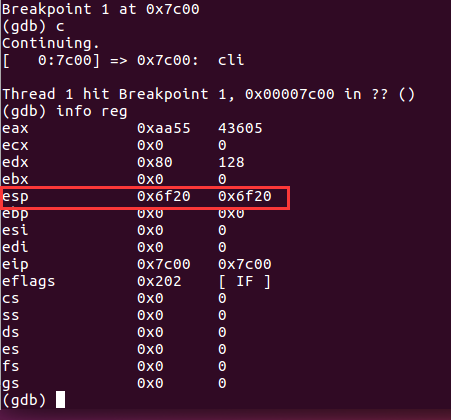 Breakpoint 1 at 0x7c00
(gdb) c
Continuing.
[   0:7c00] => 0x7c00:  cli

Thread 1 hit Breakpoint 1, 0x00007c00 in ?? ()
(gdb) info reg
eax            0xaa55   43605
ecx            0x0      0
edx            0x80     128
ebx            0x0      0
esp            0x6f20   0x6f20
ebp            0x0      0x0
esi            0x0      0
edi            0x0      0
eip            0x7c00   0x7c00
eflags         0x202    [ IF ]
cs             0x0      0
ss             0x0      0
ds             0x0      0
es             0x0      0
fs             0x0      0
gs             0x0      0
(gdb)